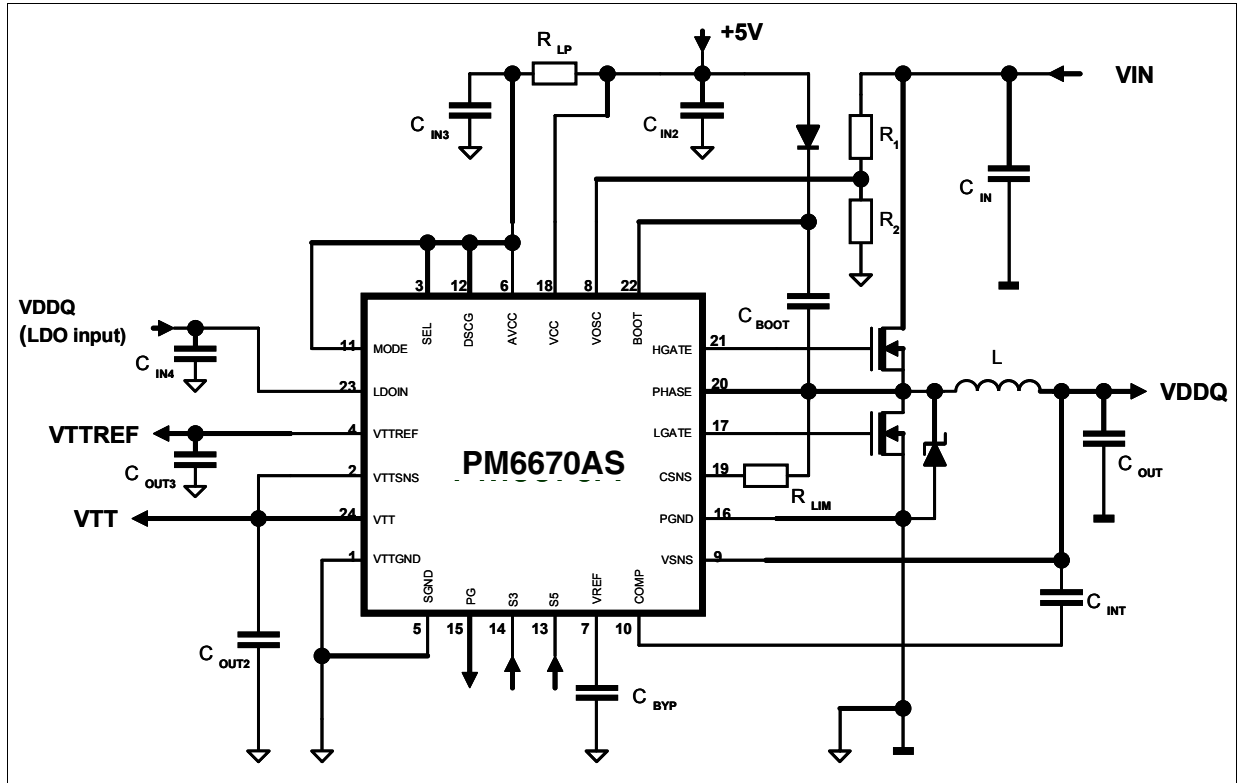 +5V
R LP
VIN
C IN3
C IN2
R 1
C IN
R 2
3 12 6 18 8 22
VDDQ
(LDO input)
SEL DSCG AVCC VCC VOSC BOOT
C BOOT
11 MODE
HGATE 21
C IN4
L
23 LDOIN
PHASE 20
VDDQ
VTTREF
4 VTTREF
LGATE 17
C OUT3
2 VTTSNS
PM6670AS
CSNS 19
C OUT
R LIM
VTT
24 VTT
PGND 16
1 VTTGND
VSNS 9
SGND PG S3 S5 VREF COMP
C INT
5 15 14 13 7 10
C OUT2
C BYP